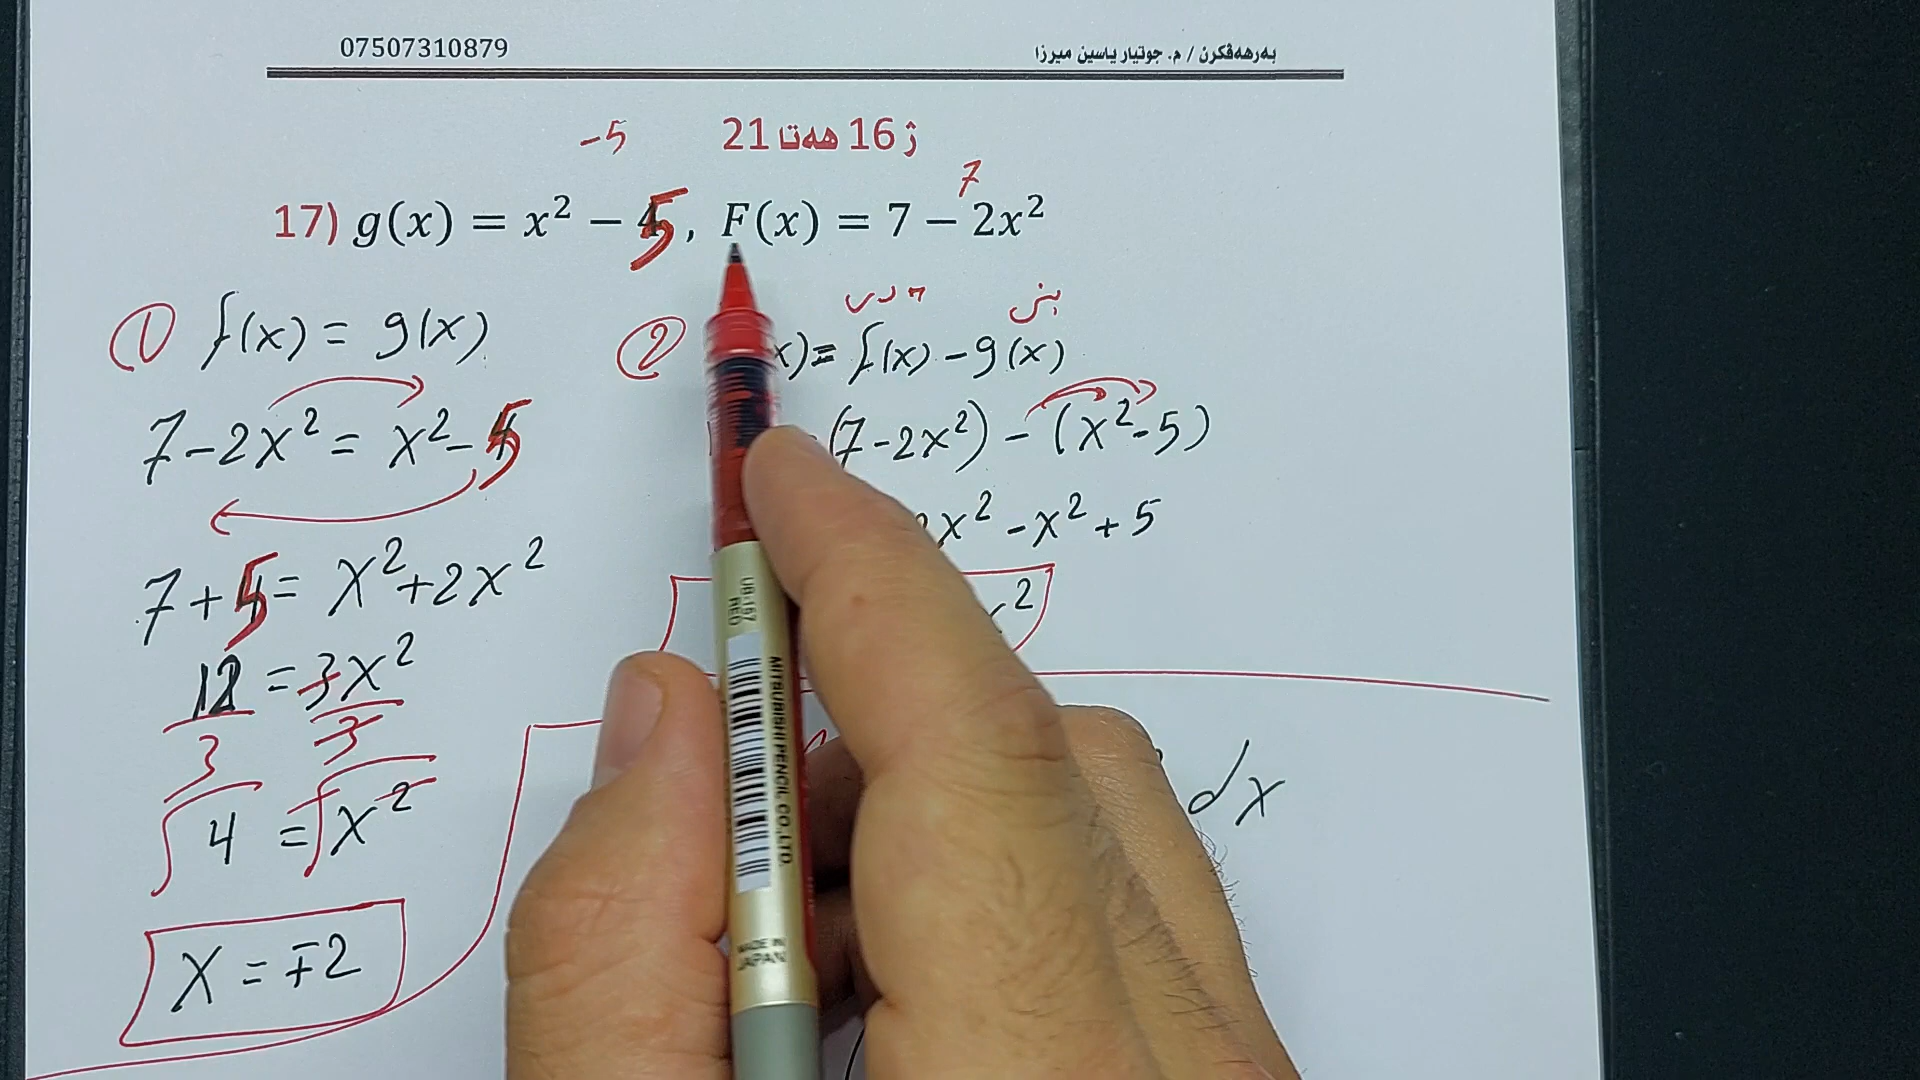 07507310879
بەرهەڤکرن / م. جوتیار یاسین میرزا
ژ 16 هەتا 21
-5
7
17) g(x) = x² − 5, F(x) = 7 − 2x²
① f(x) = g(x)
7-2x² = x²-5
7+5 = x²+2x²
12 = 3x²
3 3
√4 = √x²
x = ∓2
②
x) = f(x) - g(x)
(7-2x²) - (x²-5)
x² - x² + 5
x²
dx
UB-157
RED
MITSUBISHI PENCIL CO.,LTD.
MADE IN
JAPAN